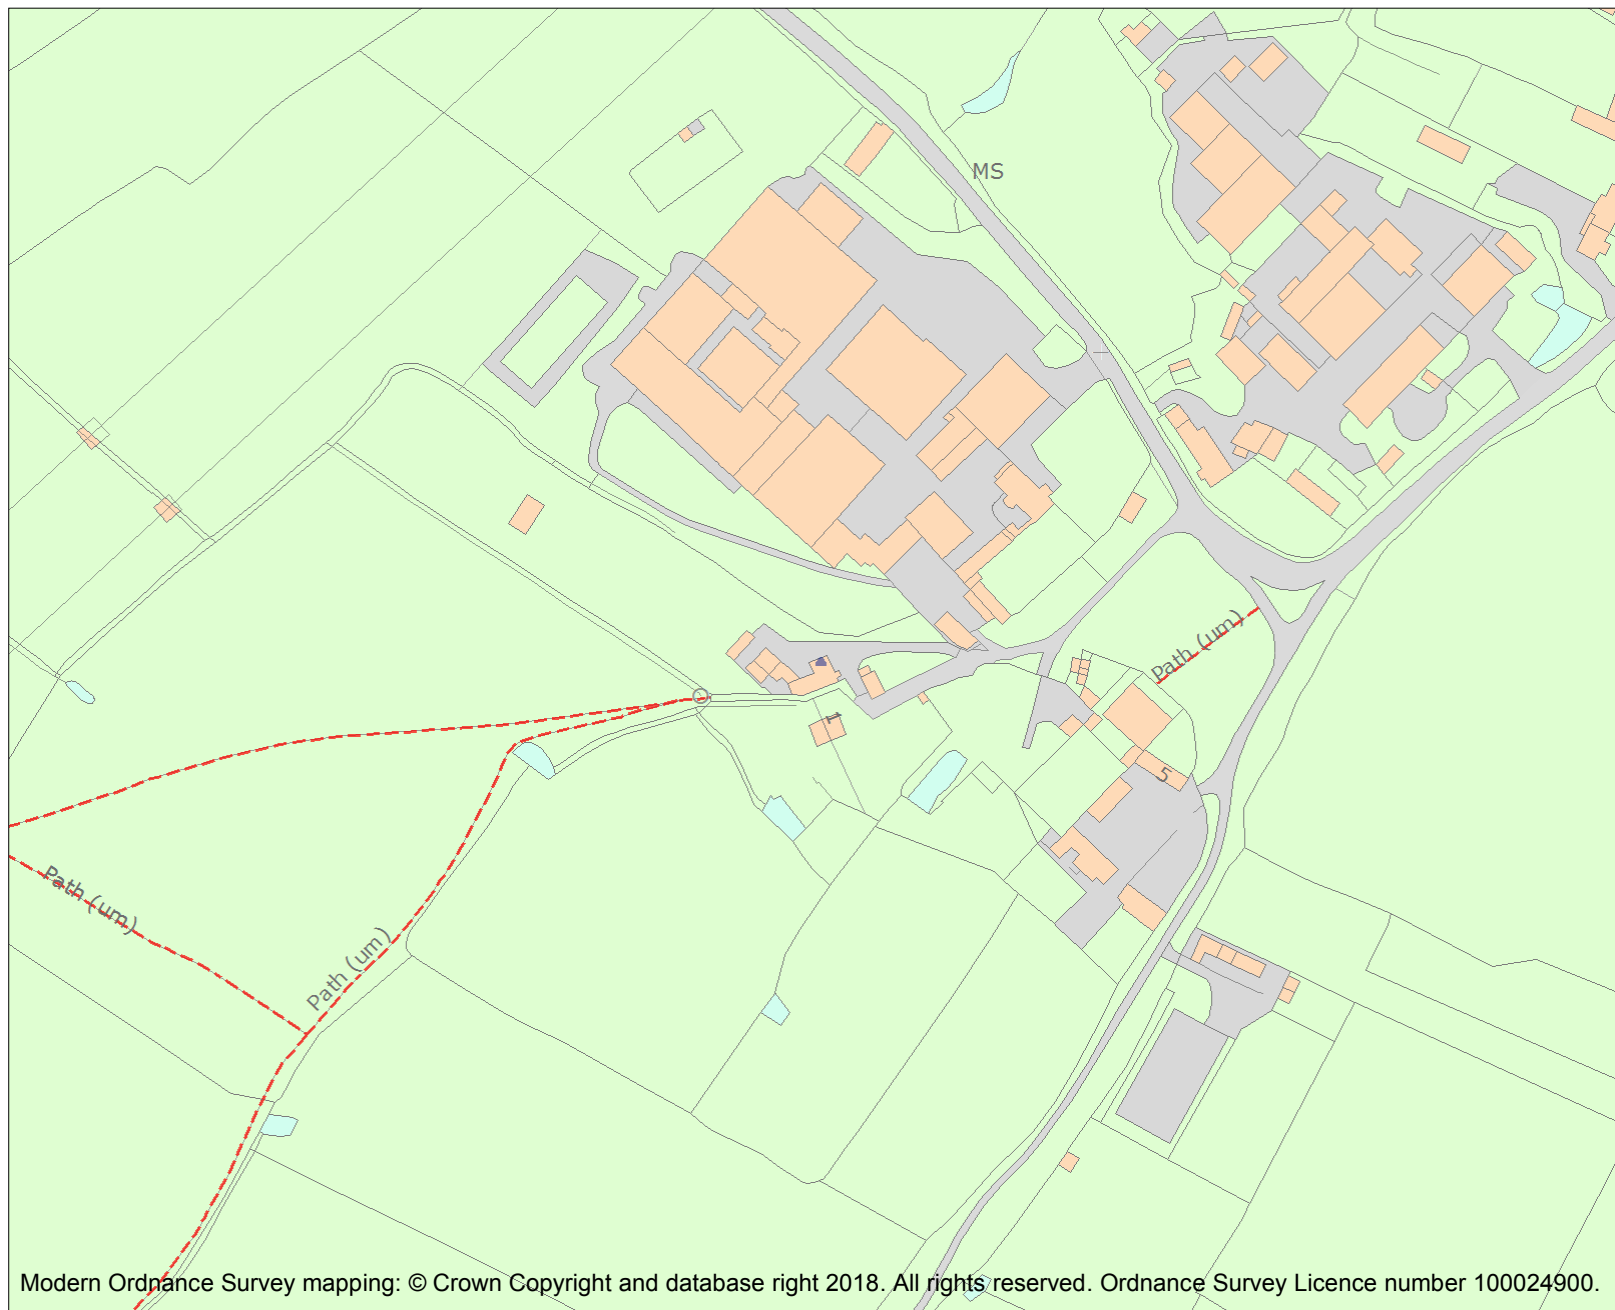 MS
Path (um)
1
5
Path (um)
Path (um)
Modern Ordnance Survey mapping: © Crown Copyright and database right 2018. All rights reserved. Ordnance Survey Licence number 100024900.